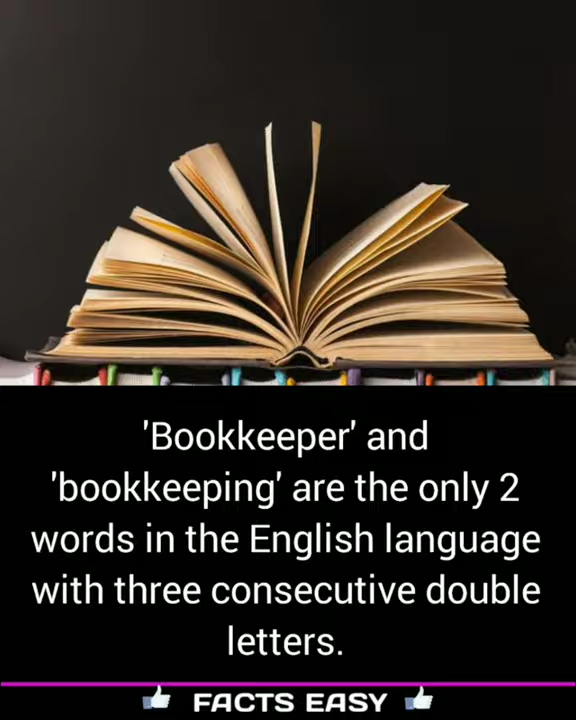 'Bookkeeper' and
'bookkeeping' are the only 2
words in the English language
with three consecutive double
letters.
FACTS EASY